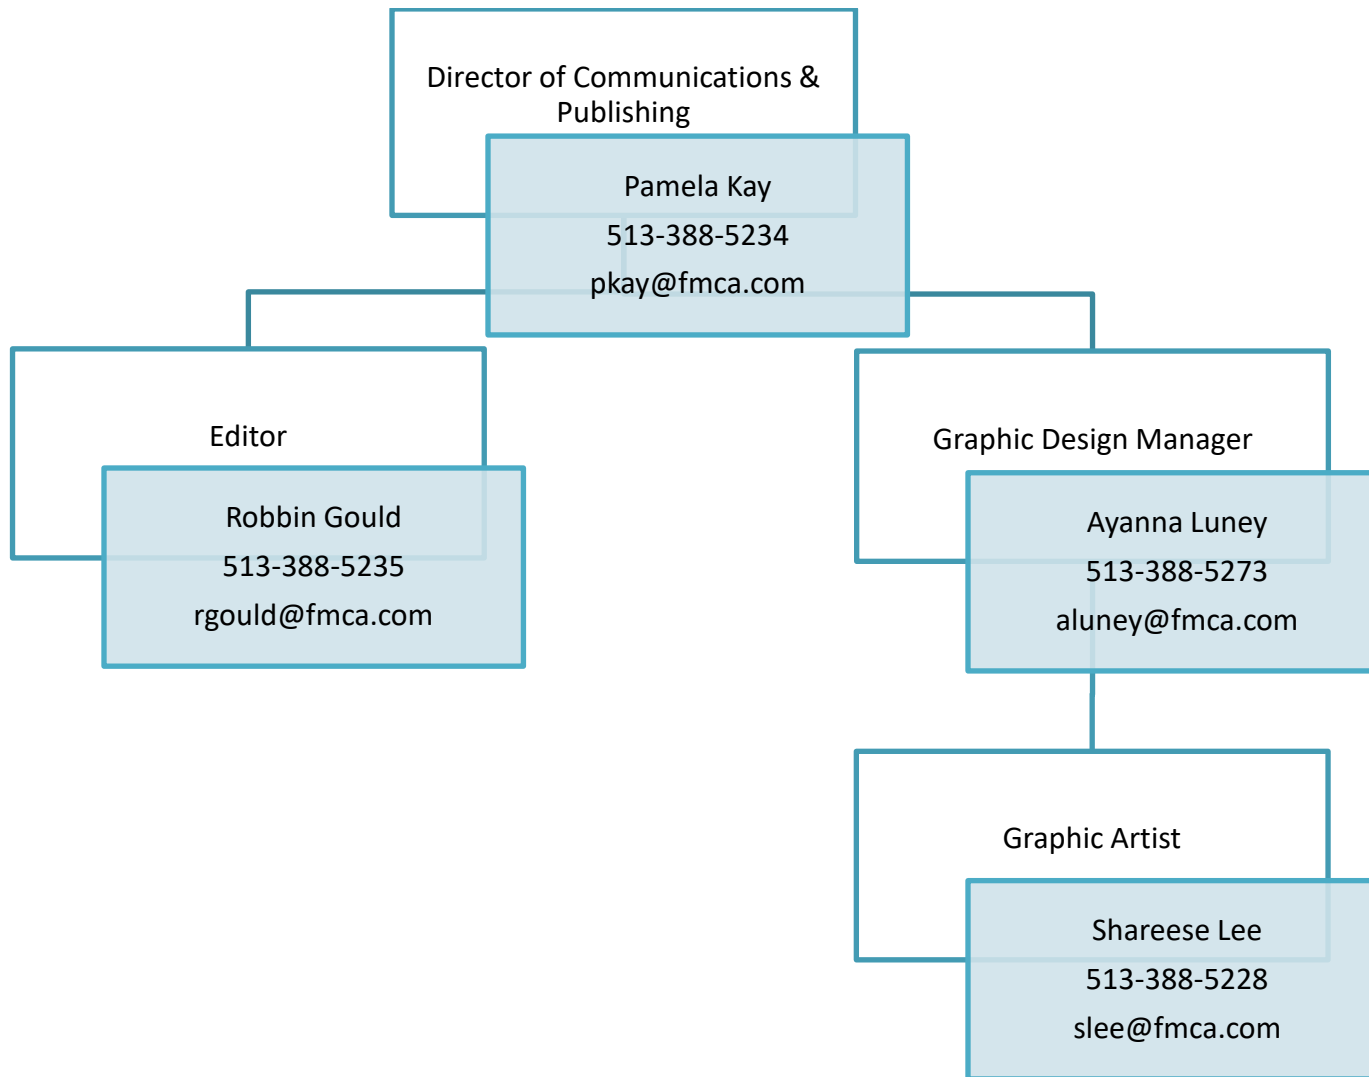 Director of Communications &
Publishing
Pamela Kay
513-388-5234
pkay@fmca.com
Editor
Robbin Gould
513-388-5235
rgould@fmca.com
Graphic Design Manager
Ayanna Luney
513-388-5273
aluney@fmca.com
Graphic Artist
Shareese Lee
513-388-5228
slee@fmca.com